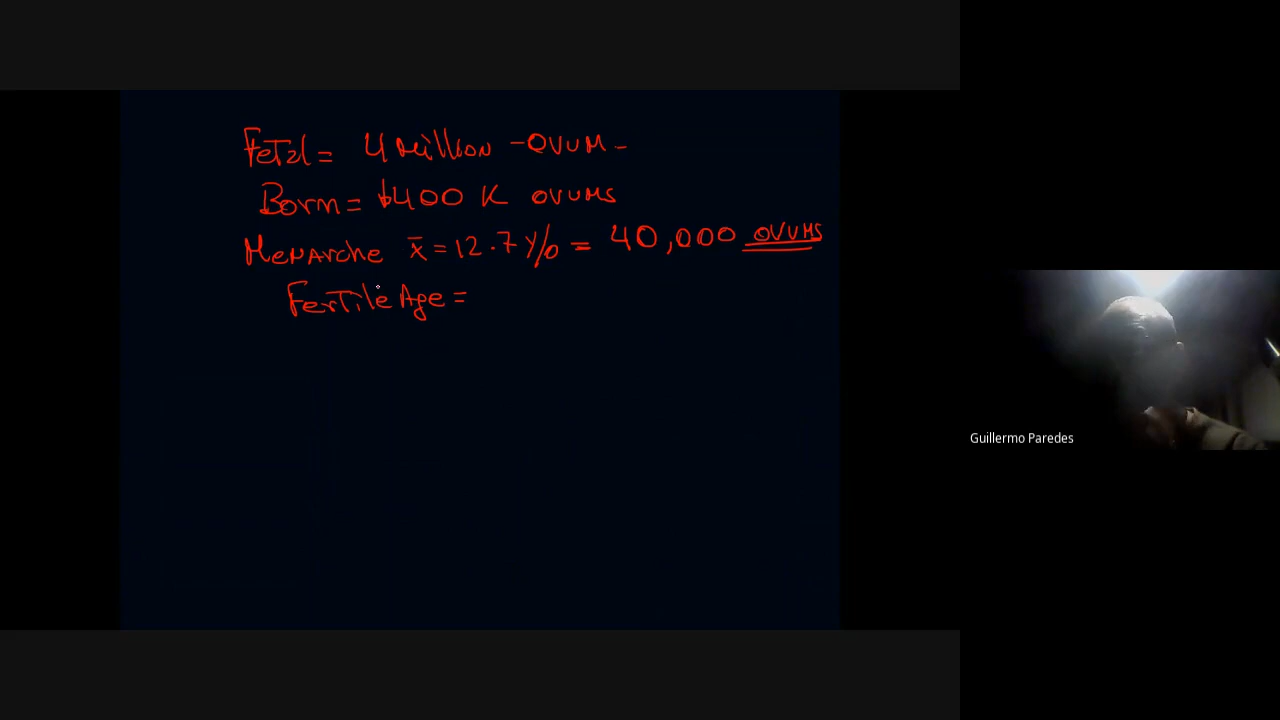 Fetal = 4 Million - OVUM -
Born = $400 K OVUMS
Menarche x̄ = 12.7 Y/o = 40,000 OVUMS
Fertile Age =
Guillermo Paredes